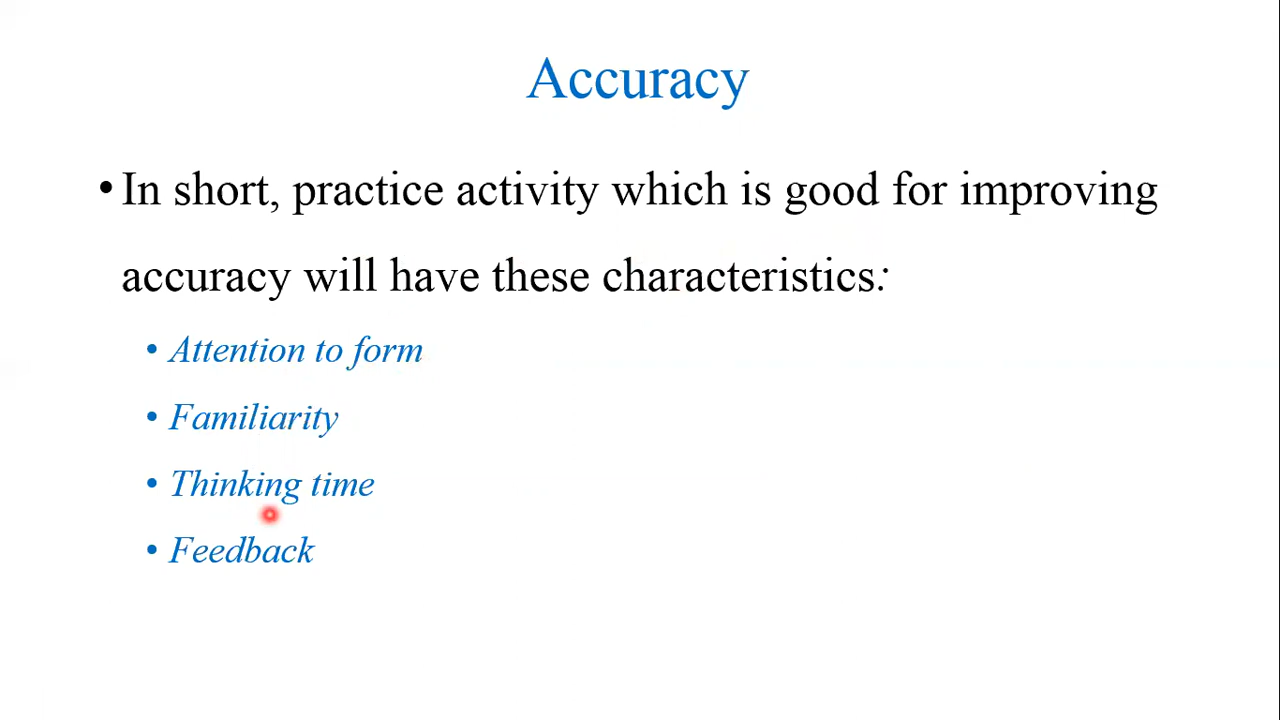 Accuracy
• In short, practice activity which is good for improving
accuracy will have these characteristics:
• Attention to form
• Familiarity
• Thinking time
• Feedback